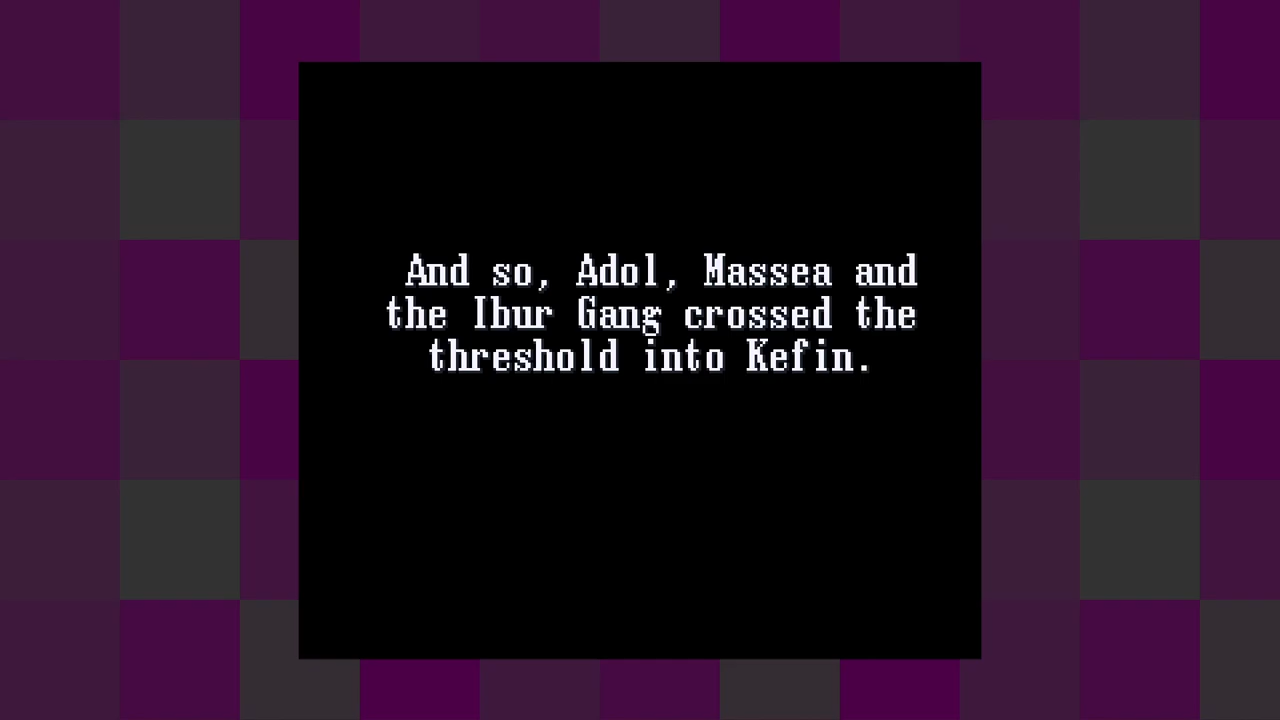 And so, Adol, Massea and
the Ibur Gang crossed the
threshold into Kefin.